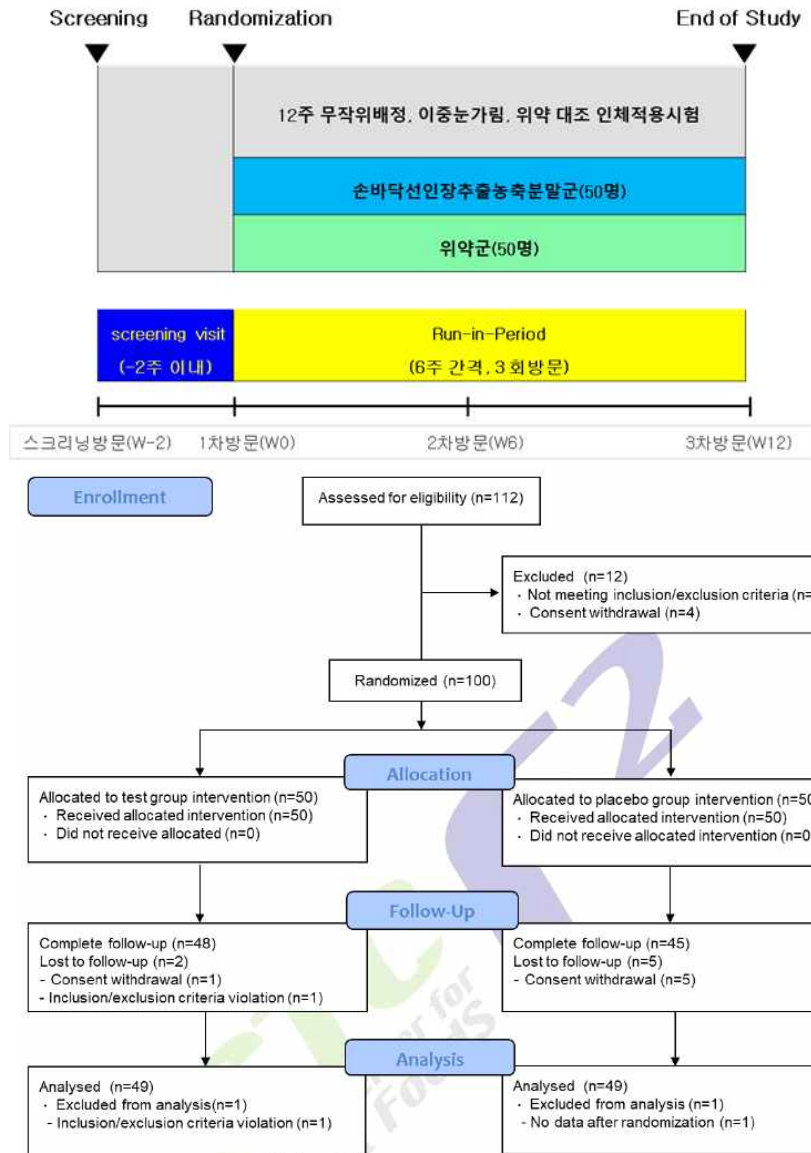 Screening Randomization End of Study
12주 무작위배정, 이중눈가림, 위약 대조 인체적용시험
손바닥선인장추출농축분말군(50명)
위약군(50명)
screening visit
(-2주 이내)
Run-in-Period
(6주 간격, 3회방문)
스크리닝방문(W-2) 1차방문(W0) 2차방문(W6) 3차방문(W12)
Enrollment
Assessed for eligibility (n=112)
Excluded (n=12)
· Not meeting inclusion/exclusion criteria (n=
· Consent withdrawal (n=4)
Randomized (n=100)
Allocation
Allocated to test group intervention (n=50)
· Received allocated intervention (n=50)
· Did not receive allocated (n=0)
Allocated to placebo group intervention (n=50
· Received allocated intervention (n=50)
· Did not receive allocated intervention (n=0
Follow-Up
Complete follow-up (n=48)
Lost to follow-up (n=2)
- Consent withdrawal (n=1)
- Inclusion/exclusion criteria violation (n=1)
Complete follow-up (n=45)
Lost to follow-up (n=5)
- Consent withdrawal (n=5)
Analysis
Analysed (n=49)
· Excluded from analysis(n=1)
- Inclusion/exclusion criteria violation (n=1)
Analysed (n=49)
· Excluded from analysis (n=1)
- No data after randomization (n=1)